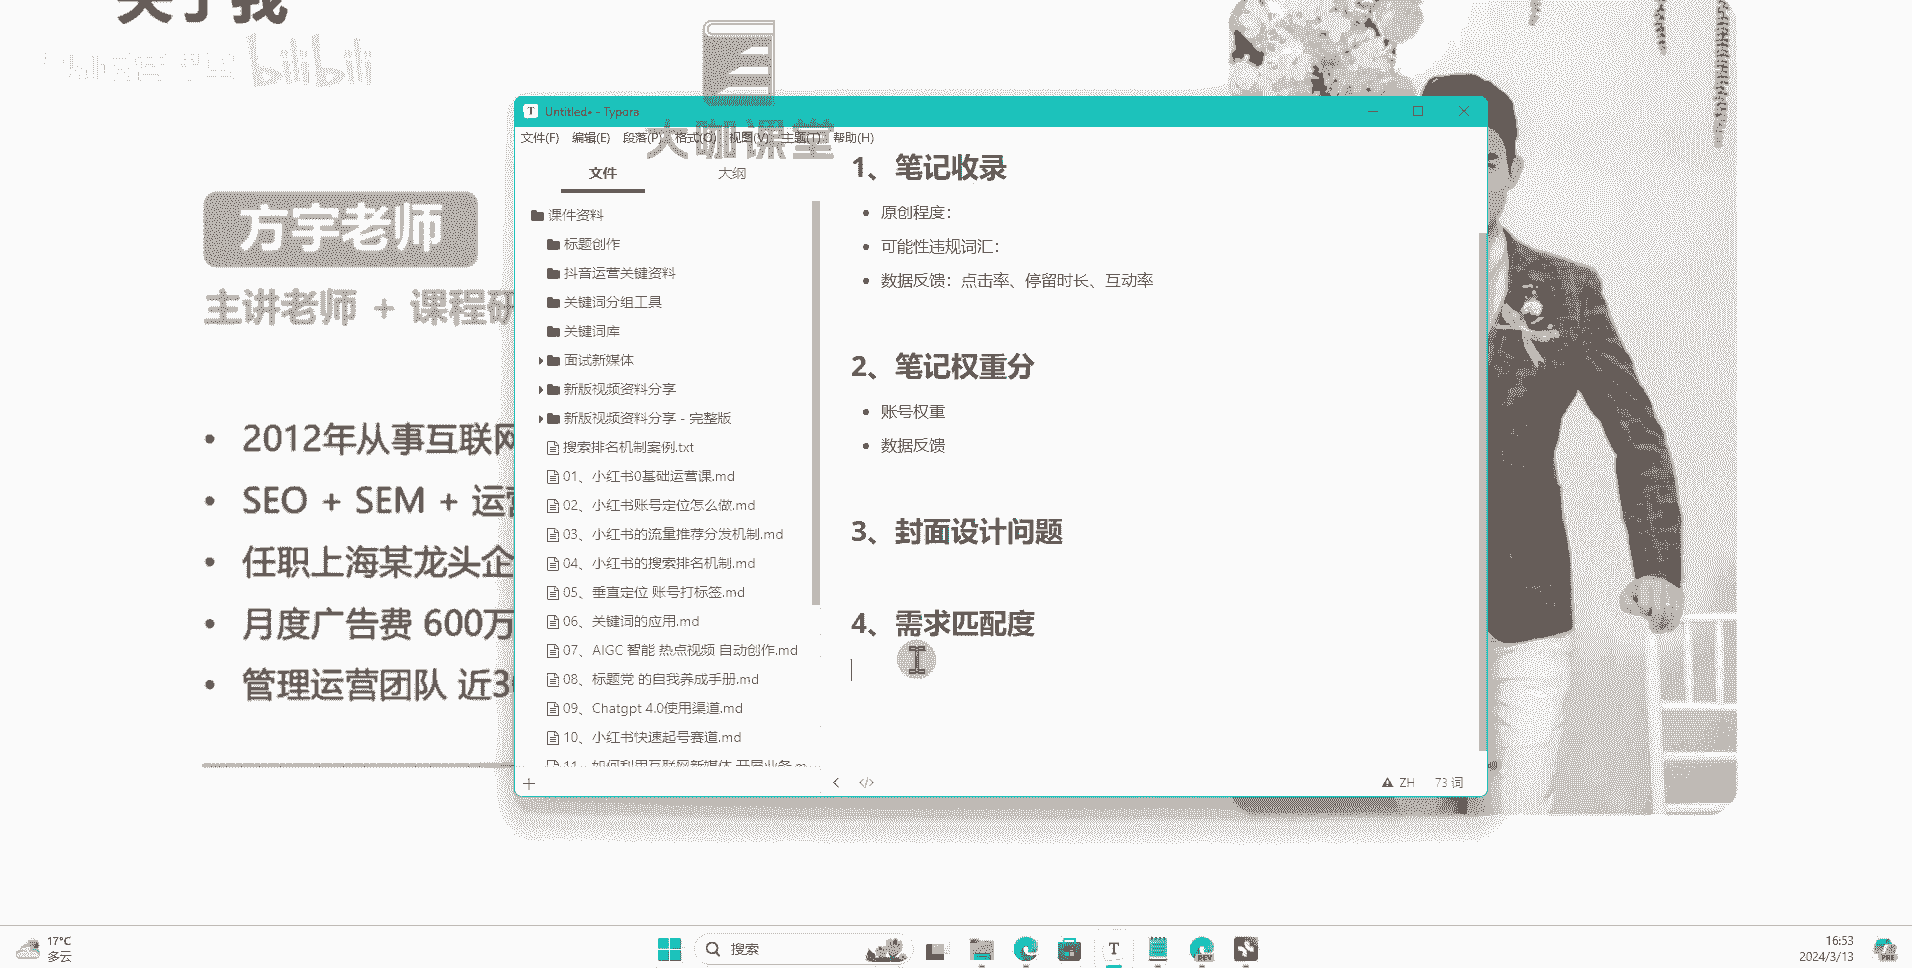 关于我
bilibili
大咖课堂
方宇老师
主讲老师 + 课程研
2012年从事互联网
SEO + SEM + 运营
任职上海某龙头企
月度广告费 600万
管理运营团队 近3
Untitled• - Typora
文件(F) 编辑(E) 段落(P) 格式(O) 视图(V) 主题(T) 帮助(H)
文件 大纲
课件资料
标题创作
抖音运营关键资料
关键词分组工具
关键词库
面试新媒体
新版视频资料分享
新版视频资料分享 - 完整版
搜索排名机制案例.txt
01、小红书0基础运营课.md
02、小红书账号定位怎么做.md
03、小红书的流量推荐分发机制.md
04、小红书的搜索排名机制.md
05、垂直定位 账号打标签.md
06、关键词的应用.md
07、AIGC 智能 热点视频 自动创作.md
08、标题党 的自我养成手册.md
09、Chatgpt 4.0使用渠道.md
10、小红书快速起号赛道.md
11、如何利用互联网新媒体 开展业务.m
1、笔记收录
原创程度：
可能性违规词汇：
数据反馈：点击率、停留时长、互动率
2、笔记权重分
账号权重
数据反馈
3、封面设计问题
4、需求匹配度
ZH 73 词
17°C
多云
搜索
16:53
2024/3/13